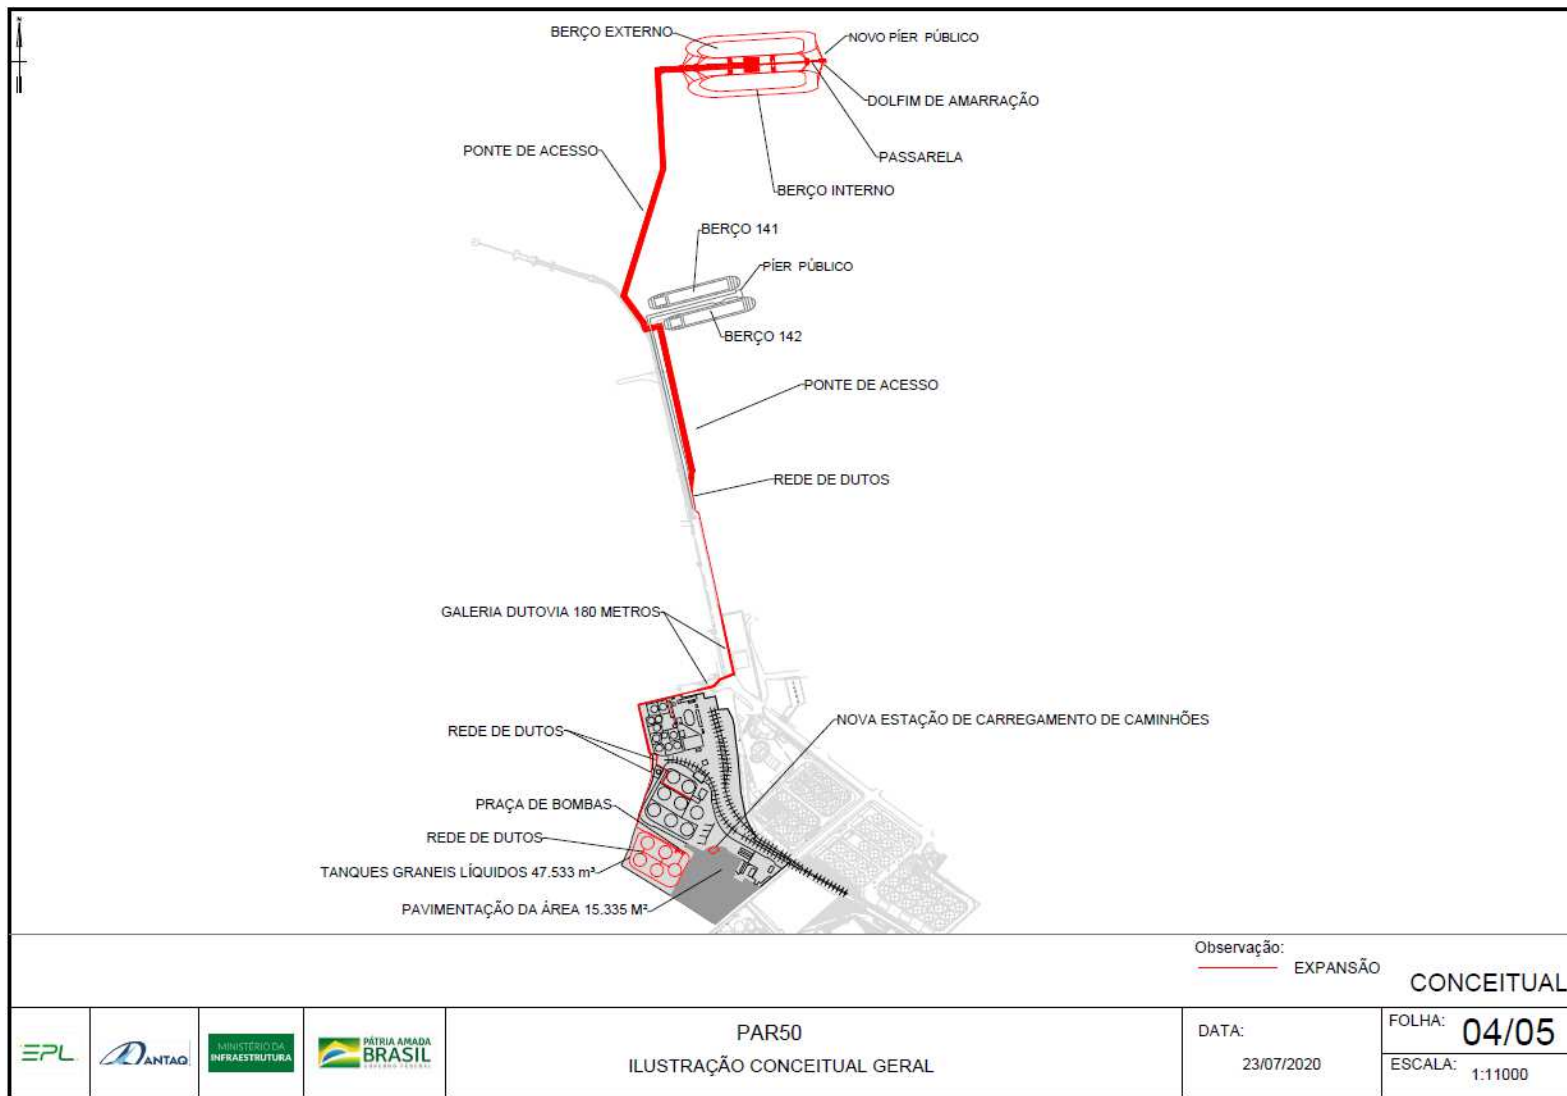 N
BERÇO EXTERNO
NOVO PÍER PÚBLICO
DOLFIM DE AMARRAÇÃO
PASSARELA
PONTE DE ACESSO
BERÇO INTERNO
BERÇO 141
PÍER PÚBLICO
BERÇO 142
PONTE DE ACESSO
REDE DE DUTOS
GALERIA DUTOVIA 180 METROS
NOVA ESTAÇÃO DE CARREGAMENTO DE CAMINHÕES
REDE DE DUTOS
PRAÇA DE BOMBAS
REDE DE DUTOS
TANQUES GRANEIS LÍQUIDOS 47.533 m³
PAVIMENTAÇÃO DA ÁREA 15.335 M²
Observação:
EXPANSÃO
CONCEITUAL
EPL
ANTAQ
MINISTÉRIO DA
INFRAESTRUTURA
PÁTRIA AMADA
BRASIL
GOVERNO FEDERAL
PAR50
ILUSTRAÇÃO CONCEITUAL GERAL
DATA:
23/07/2020
FOLHA: 04/05
ESCALA: 1:11000